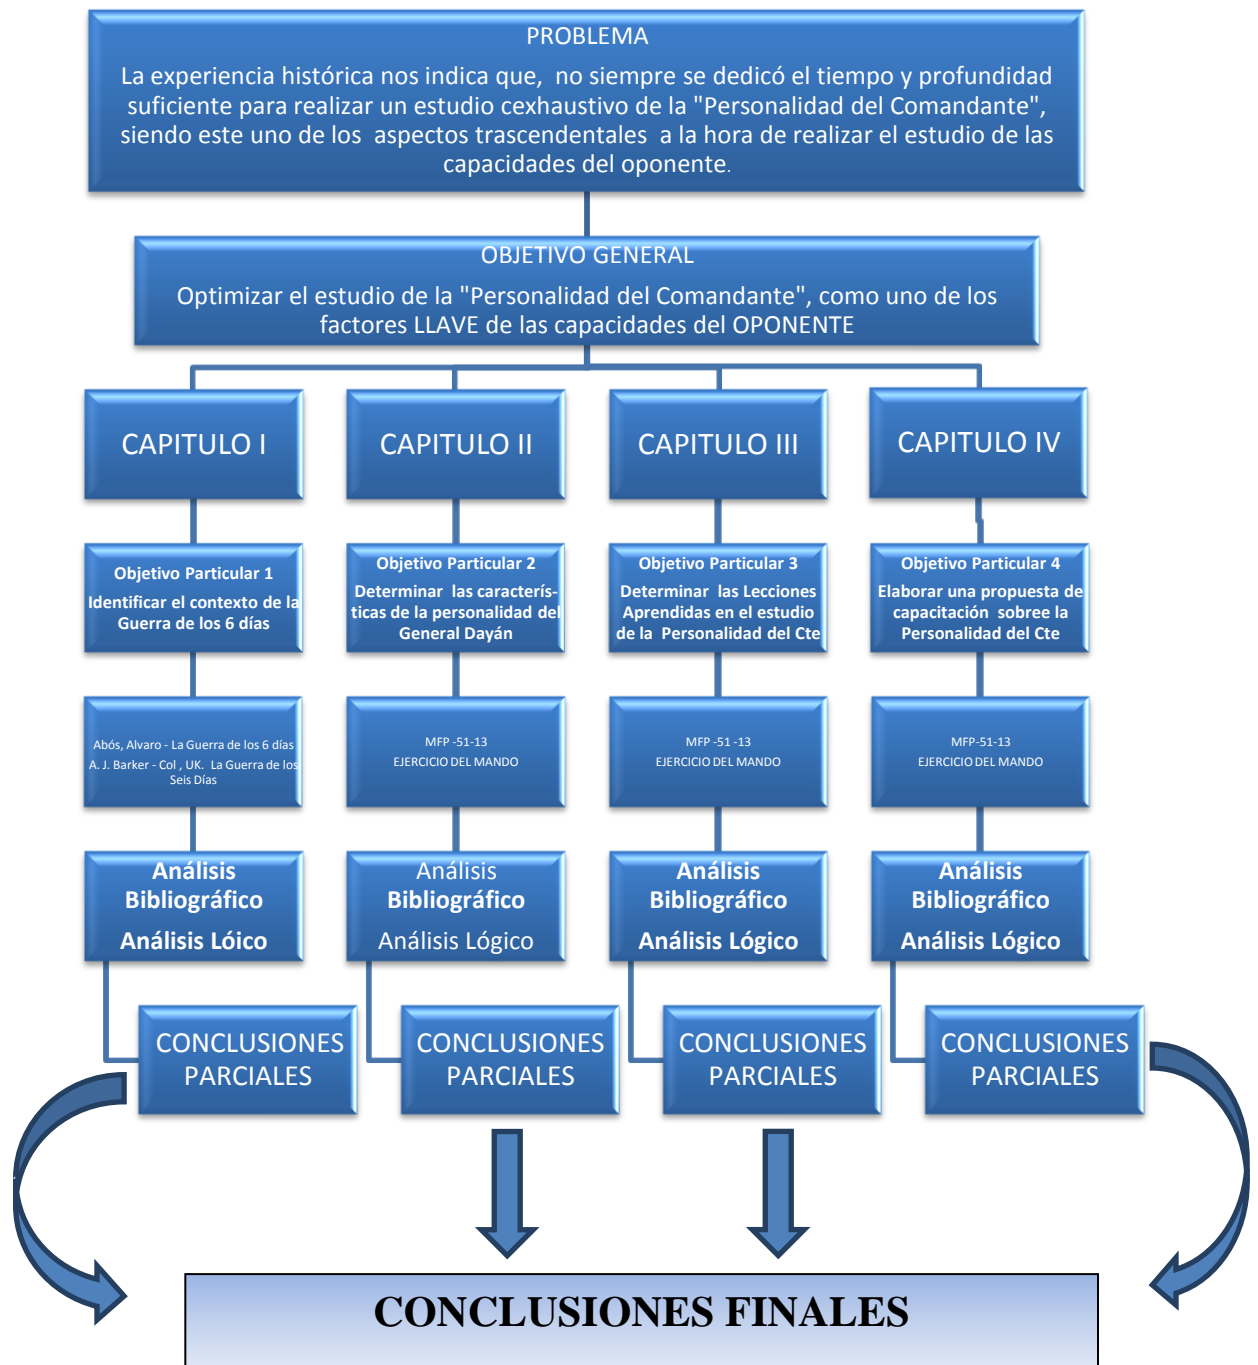 PROBLEMA
La experiencia histórica nos indica que, no siempre se dedicó el tiempo y profundidad
suficiente para realizar un estudio cexhaustivo de la "Personalidad del Comandante",
siendo este uno de los aspectos trascendentales a la hora de realizar el estudio de las
capacidades del oponente.
OBJETIVO GENERAL
Optimizar el estudio de la "Personalidad del Comandante", como uno de los
factores LLAVE de las capacidades del OPONENTE
CAPITULO I
CAPITULO II
CAPITULO III
CAPITULO IV
Objetivo Particular 1
Identificar el contexto de la
Guerra de los 6 días
Objetivo Particular 2
Determinar las caracterís-
ticas de la personalidad del
General Dayán
Objetivo Particular 3
Determinar las Lecciones
Aprendidas en el estudio
de la Personalidad del Cte
Objetivo Particular 4
Elaborar una propuesta de
capacitación sobree la
Personalidad del Cte
Abós, Alvaro - La Guerra de los 6 días
A. J. Barker - Col , UK. La Guerra de los
Seis Días
MFP -51-13
EJERCICIO DEL MANDO
MFP -51 -13
EJERCICIO DEL MANDO
MFP-51-13
EJERCICIO DEL MANDO
Análisis
Bibliográfico
Análisis Lóico
Análisis
Bibliográfico
Análisis Lógico
Análisis
Bibliográfico
Análisis Lógico
Análisis
Bibliográfico
Análisis Lógico
CONCLUSIONES
PARCIALES
CONCLUSIONES
PARCIALES
CONCLUSIONES
PARCIALES
CONCLUSIONES
PARCIALES
CONCLUSIONES FINALES